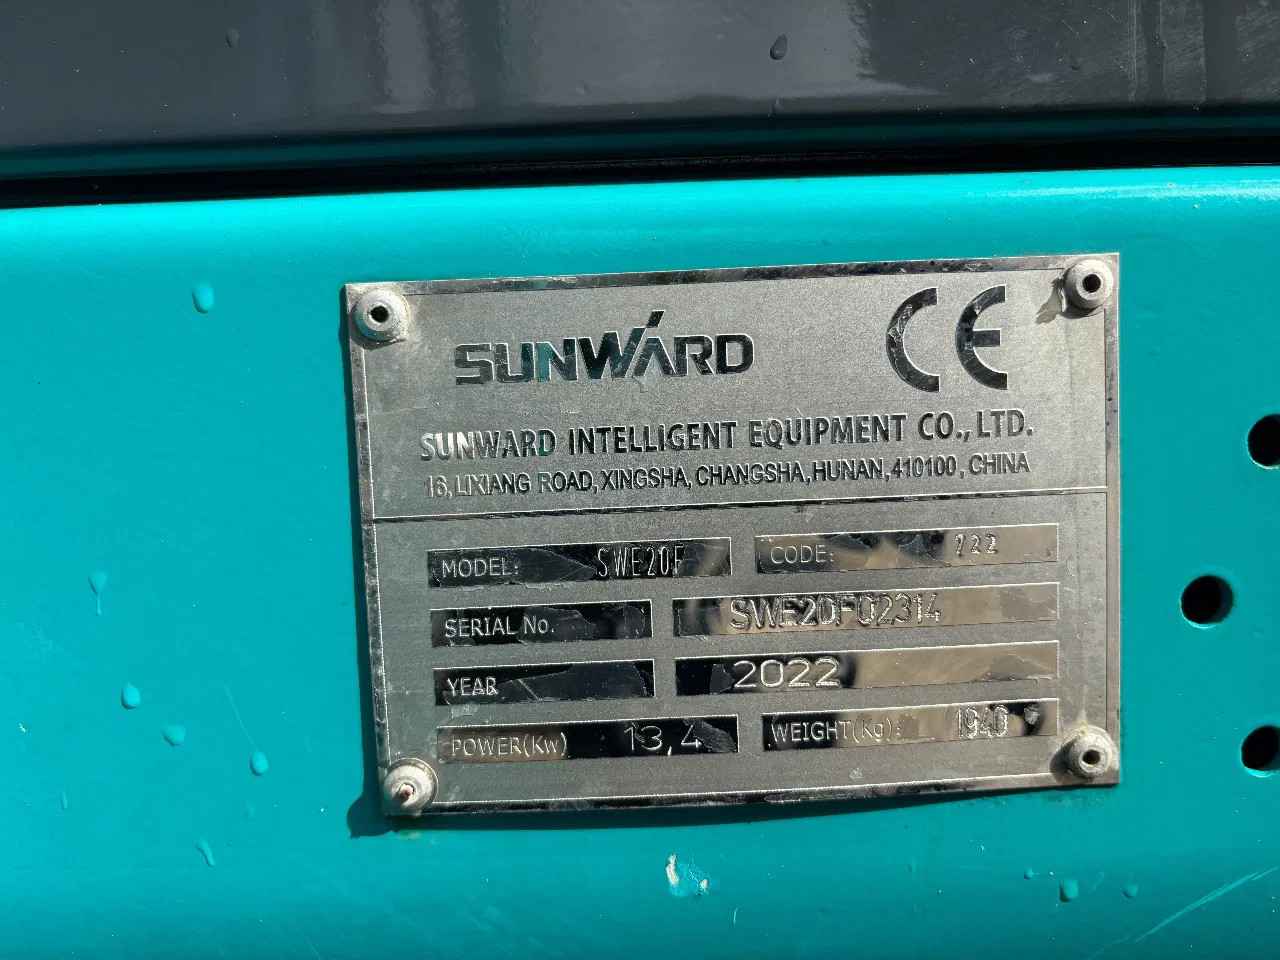 SUNWARD CE
SUNWARD INTELLIGENT EQUIPMENT CO., LTD.
16, LIXIANG ROAD, XINGSHA, CHANGSHA, HUNAN, 410100, CHINA
MODEL: SWE20F CODE: 722
SERIAL No. SWE20F02314
YEAR 2022
POWER(Kw) 13,4 WEIGHT(Kg): 1940